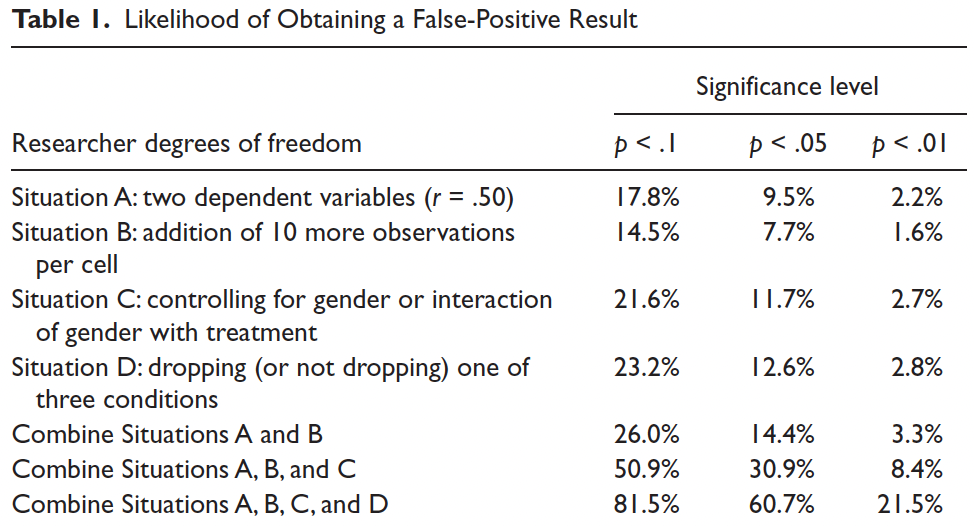 Table 1. Likelihood of Obtaining a False-Positive Result
Significance level
Researcher degrees of freedom p < .1 p < .05 p < .01
Situation A: two dependent variables (r = .50) 17.8% 9.5% 2.2%
Situation B: addition of 10 more observations 14.5% 7.7% 1.6%
per cell
Situation C: controlling for gender or interaction 21.6% 11.7% 2.7%
of gender with treatment
Situation D: dropping (or not dropping) one of 23.2% 12.6% 2.8%
three conditions
Combine Situations A and B 26.0% 14.4% 3.3%
Combine Situations A, B, and C 50.9% 30.9% 8.4%
Combine Situations A, B, C, and D 81.5% 60.7% 21.5%